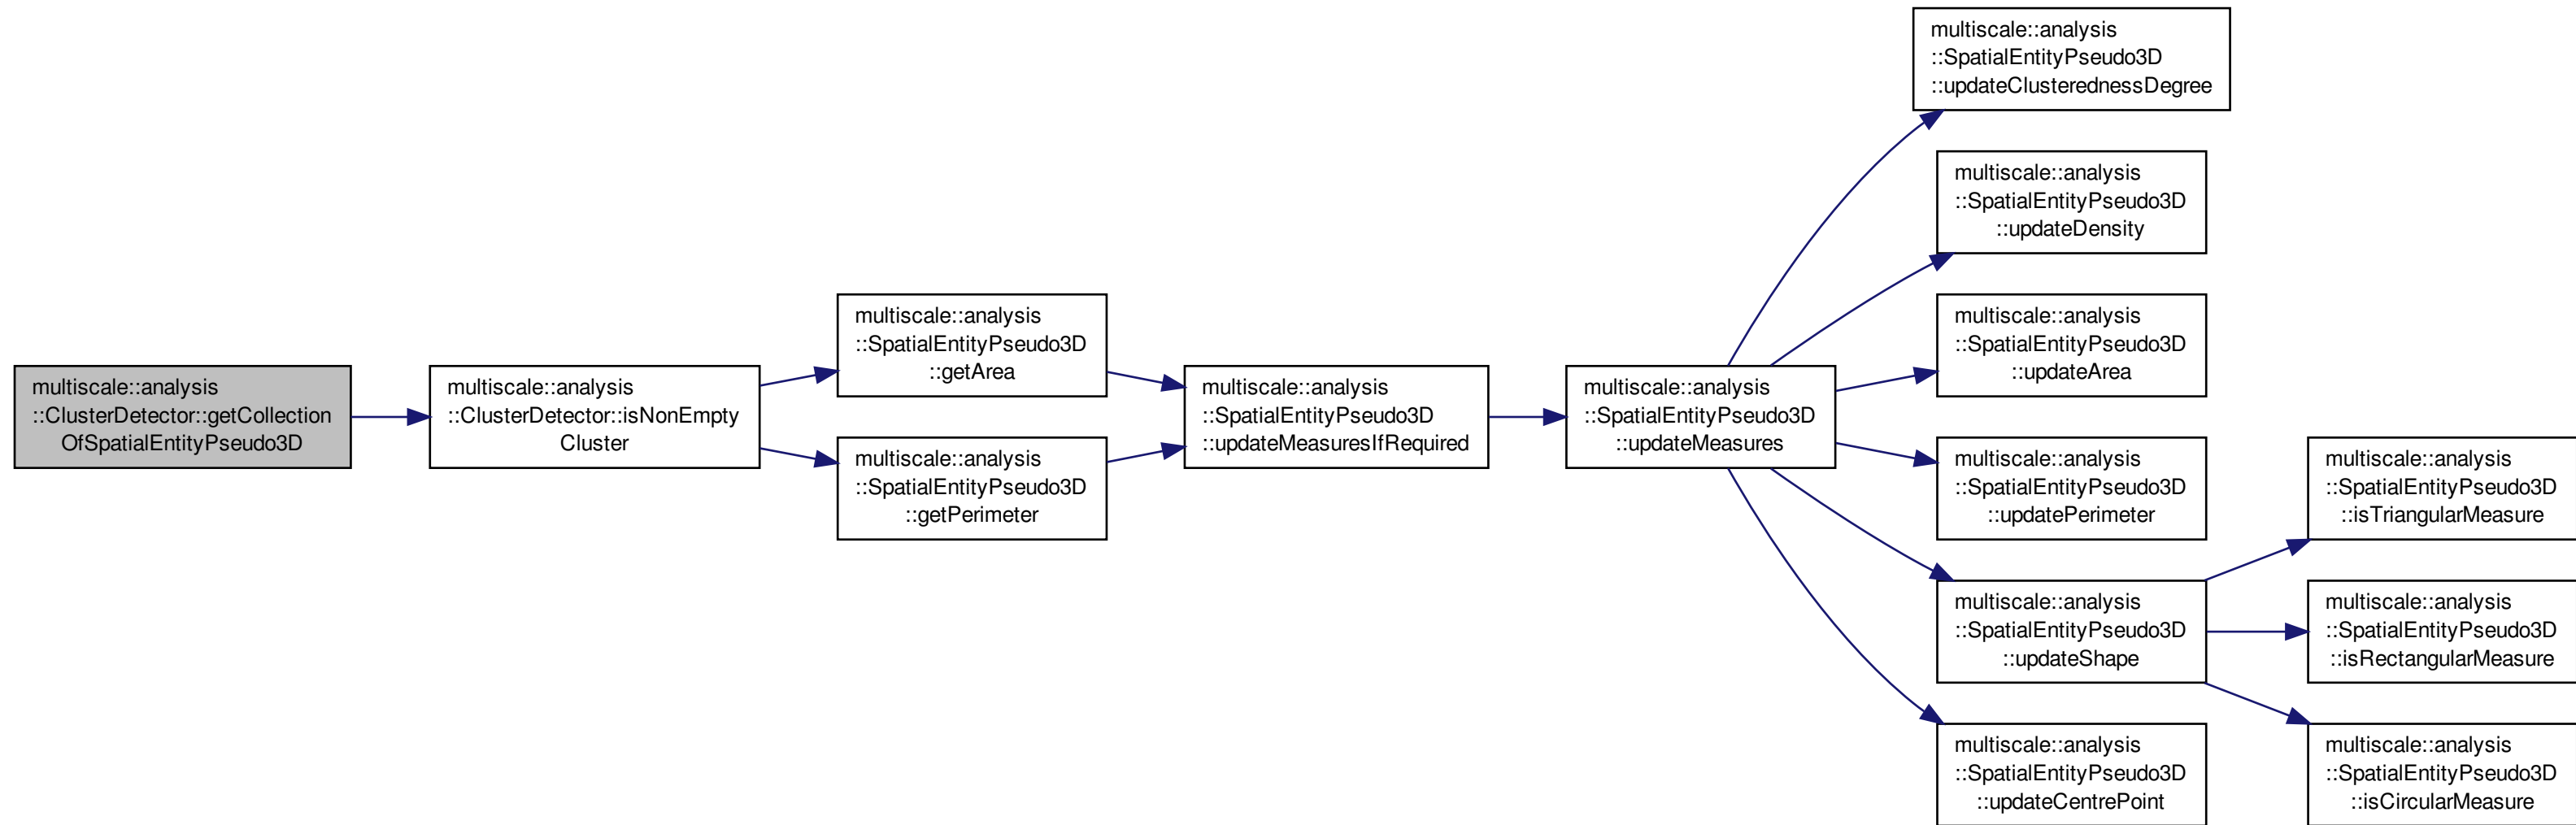 multiscale::analysis
::ClusterDetector::getCollection
OfSpatialEntityPseudo3D
multiscale::analysis
::ClusterDetector::isNonEmpty
Cluster
multiscale::analysis
::SpatialEntityPseudo3D
::getArea
multiscale::analysis
::SpatialEntityPseudo3D
::getPerimeter
multiscale::analysis
::SpatialEntityPseudo3D
::updateMeasuresIfRequired
multiscale::analysis
::SpatialEntityPseudo3D
::updateMeasures
multiscale::analysis
::SpatialEntityPseudo3D
::updateClusterednessDegree
multiscale::analysis
::SpatialEntityPseudo3D
::updateDensity
multiscale::analysis
::SpatialEntityPseudo3D
::updateArea
multiscale::analysis
::SpatialEntityPseudo3D
::updatePerimeter
multiscale::analysis
::SpatialEntityPseudo3D
::updateShape
multiscale::analysis
::SpatialEntityPseudo3D
::updateCentrePoint
multiscale::analysis
::SpatialEntityPseudo3D
::isTriangularMeasure
multiscale::analysis
::SpatialEntityPseudo3D
::isRectangularMeasure
multiscale::analysis
::SpatialEntityPseudo3D
::isCircularMeasure